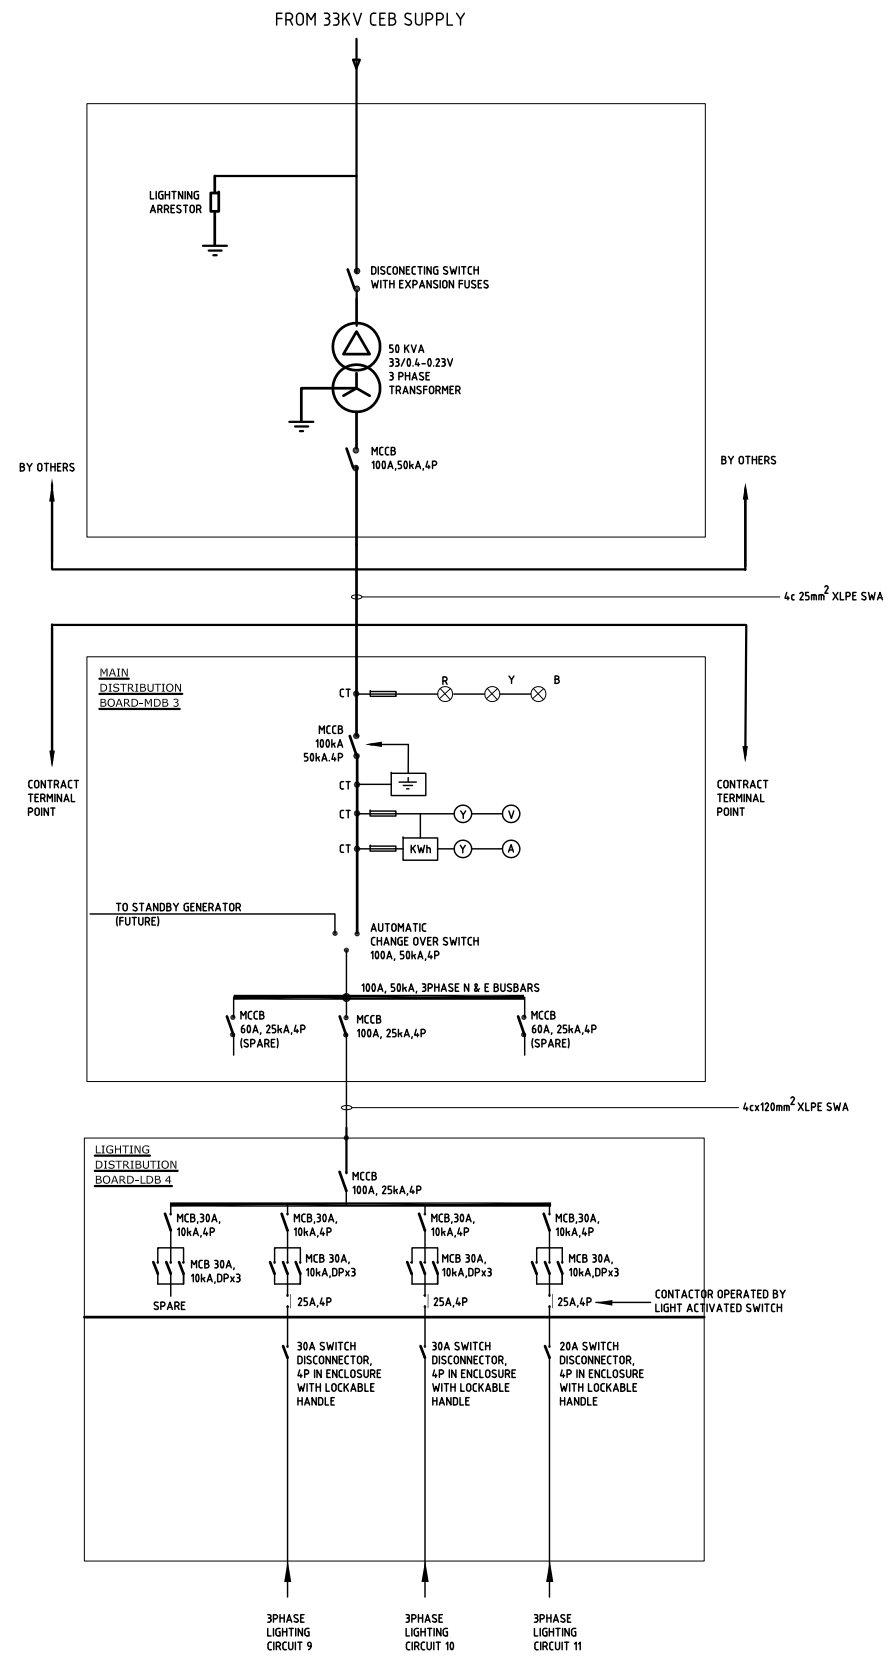 FROM 33KV CEB SUPPLY
LIGHTNING
ARRESTOR
DISCONECTING SWITCH
WITH EXPANSION FUSES
50 KVA
33/0.4-0.23V
3 PHASE
TRANSFORMER
MCCB
100A,50kA,4P
BY OTHERS
BY OTHERS
4c 25mm² XLPE SWA
MAIN
DISTRIBUTION
BOARD-MDB 3
CT
R
Y
B
MCCB
100kA
50kA.4P
CT
CONTRACT
TERMINAL
POINT
CONTRACT
TERMINAL
POINT
CT
Y
V
CT
KWh
Y
A
TO STANDBY GENERATOR
(FUTURE)
AUTOMATIC
CHANGE OVER SWITCH
100A, 50kA,4P
100A, 50kA, 3PHASE N & E BUSBARS
MCCB
60A, 25kA,4P
(SPARE)
MCCB
100A, 25kA,4P
MCCB
60A, 25kA,4P
(SPARE)
4cx120mm² XLPE SWA
LIGHTING
DISTRIBUTION
BOARD-LDB 4
MCCB
100A, 25kA,4P
MCB,30A,
10kA,4P
MCB,30A,
10kA,4P
MCB,30A,
10kA,4P
MCB,30A,
10kA,4P
MCB 30A,
10kA,DPx3
MCB 30A,
10kA,DPx3
MCB 30A,
10kA,DPx3
MCB 30A,
10kA,DPx3
SPARE
25A,4P
25A,4P
25A,4P
CONTACTOR OPERATED BY
LIGHT ACTIVATED SWITCH
30A SWITCH
DISCONNECTOR,
4P IN ENCLOSURE
WITH LOCKABLE
HANDLE
30A SWITCH
DISCONNECTOR,
4P IN ENCLOSURE
WITH LOCKABLE
HANDLE
20A SWITCH
DISCONNECTOR,
4P IN ENCLOSURE
WITH LOCKABLE
HANDLE
3PHASE
LIGHTING
CIRCUIT 9
3PHASE
LIGHTING
CIRCUIT 10
3PHASE
LIGHTING
CIRCUIT 11